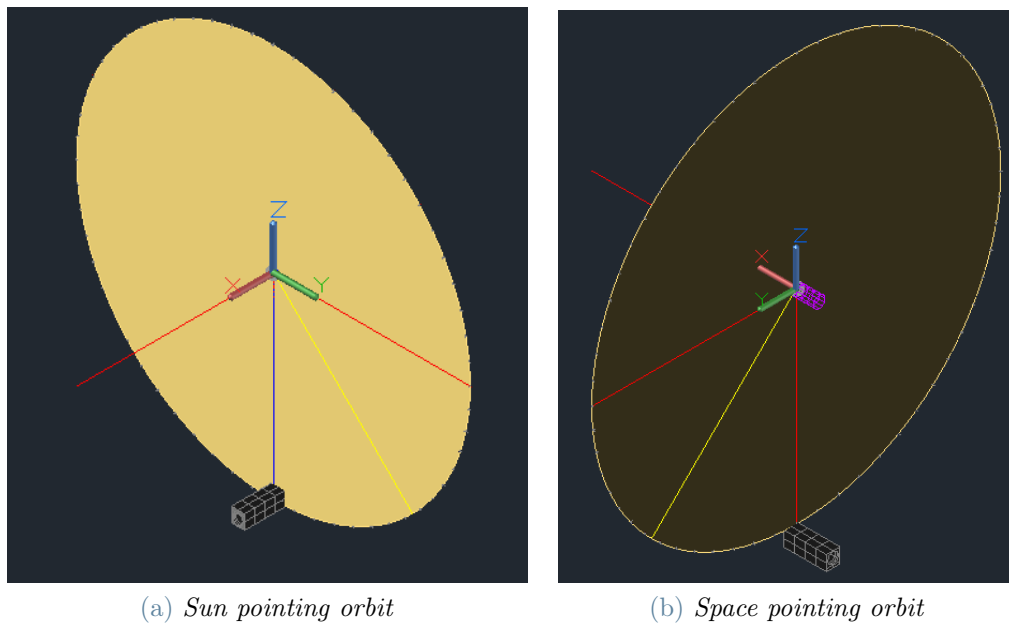 Z
X
Y
Z
X
Y
(a) Sun pointing orbit
(b) Space pointing orbit